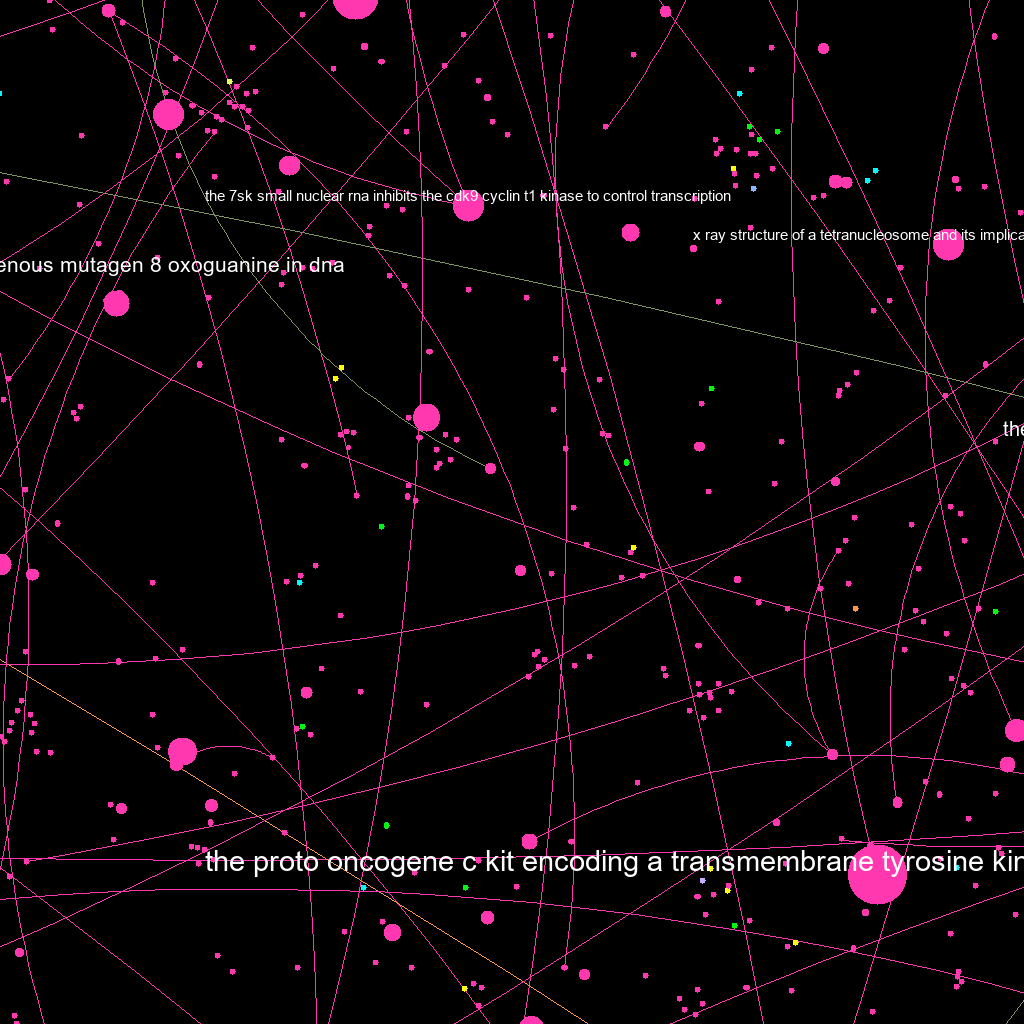 the 7sk small nuclear rna inhibits the cdk9 cyclin t1 kinase to control transcription
x ray structure of a tetranucleosome and its implica
enous mutagen 8 oxoguanine in dna
the
the proto oncogene c kit encoding a transmembrane tyrosine kin